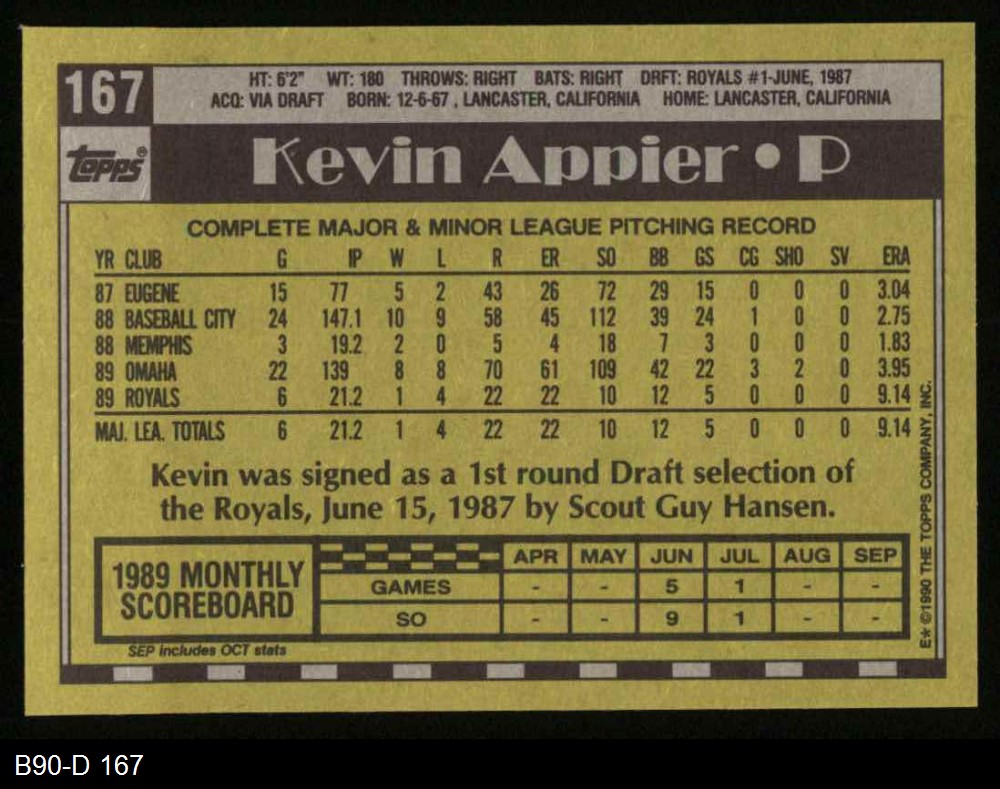 167
HT: 6'2" WT: 180 THROWS: RIGHT BATS: RIGHT DRFT: ROYALS #1-JUNE, 1987
ACQ: VIA DRAFT BORN: 12-6-67 , LANCASTER, CALIFORNIA HOME: LANCASTER, CALIFORNIA
topps®
Kevin Appier • P
COMPLETE MAJOR & MINOR LEAGUE PITCHING RECORD
YR CLUB G IP W L R ER SO BB GS CG SHO SV ERA
87 EUGENE 15 77 5 2 43 26 72 29 15 0 0 0 3.04
88 BASEBALL CITY 24 147.1 10 9 58 45 112 39 24 1 0 0 2.75
88 MEMPHIS 3 19.2 2 0 5 4 18 7 3 0 0 0 1.83
89 OMAHA 22 139 8 8 70 61 109 42 22 3 2 0 3.95
89 ROYALS 6 21.2 1 4 22 22 10 12 5 0 0 0 9.14
MAJ. LEA. TOTALS 6 21.2 1 4 22 22 10 12 5 0 0 0 9.14
Kevin was signed as a 1st round Draft selection of
the Royals, June 15, 1987 by Scout Guy Hansen.
1989 MONTHLY
SCOREBOARD
APR MAY JUN JUL AUG SEP
GAMES - - 5 1 - -
SO - - 9 1 - -
SEP includes OCT stats
E* ©1990 THE TOPPS COMPANY, INC.
B90-D 167